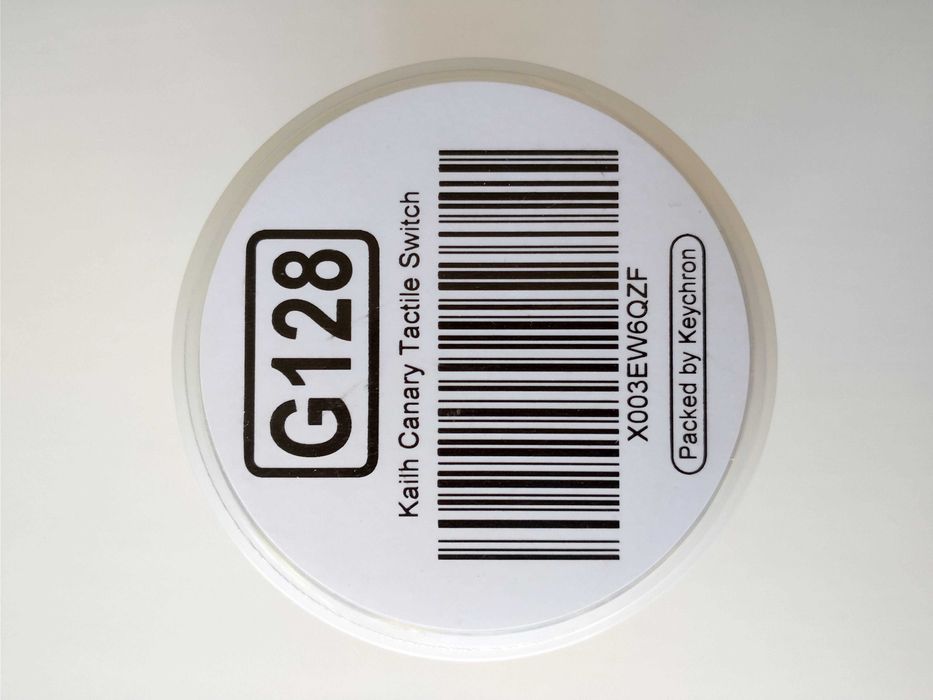 G128
Kailh Canary Tactile Switch
X003EW6QZF
Packed by Keychron